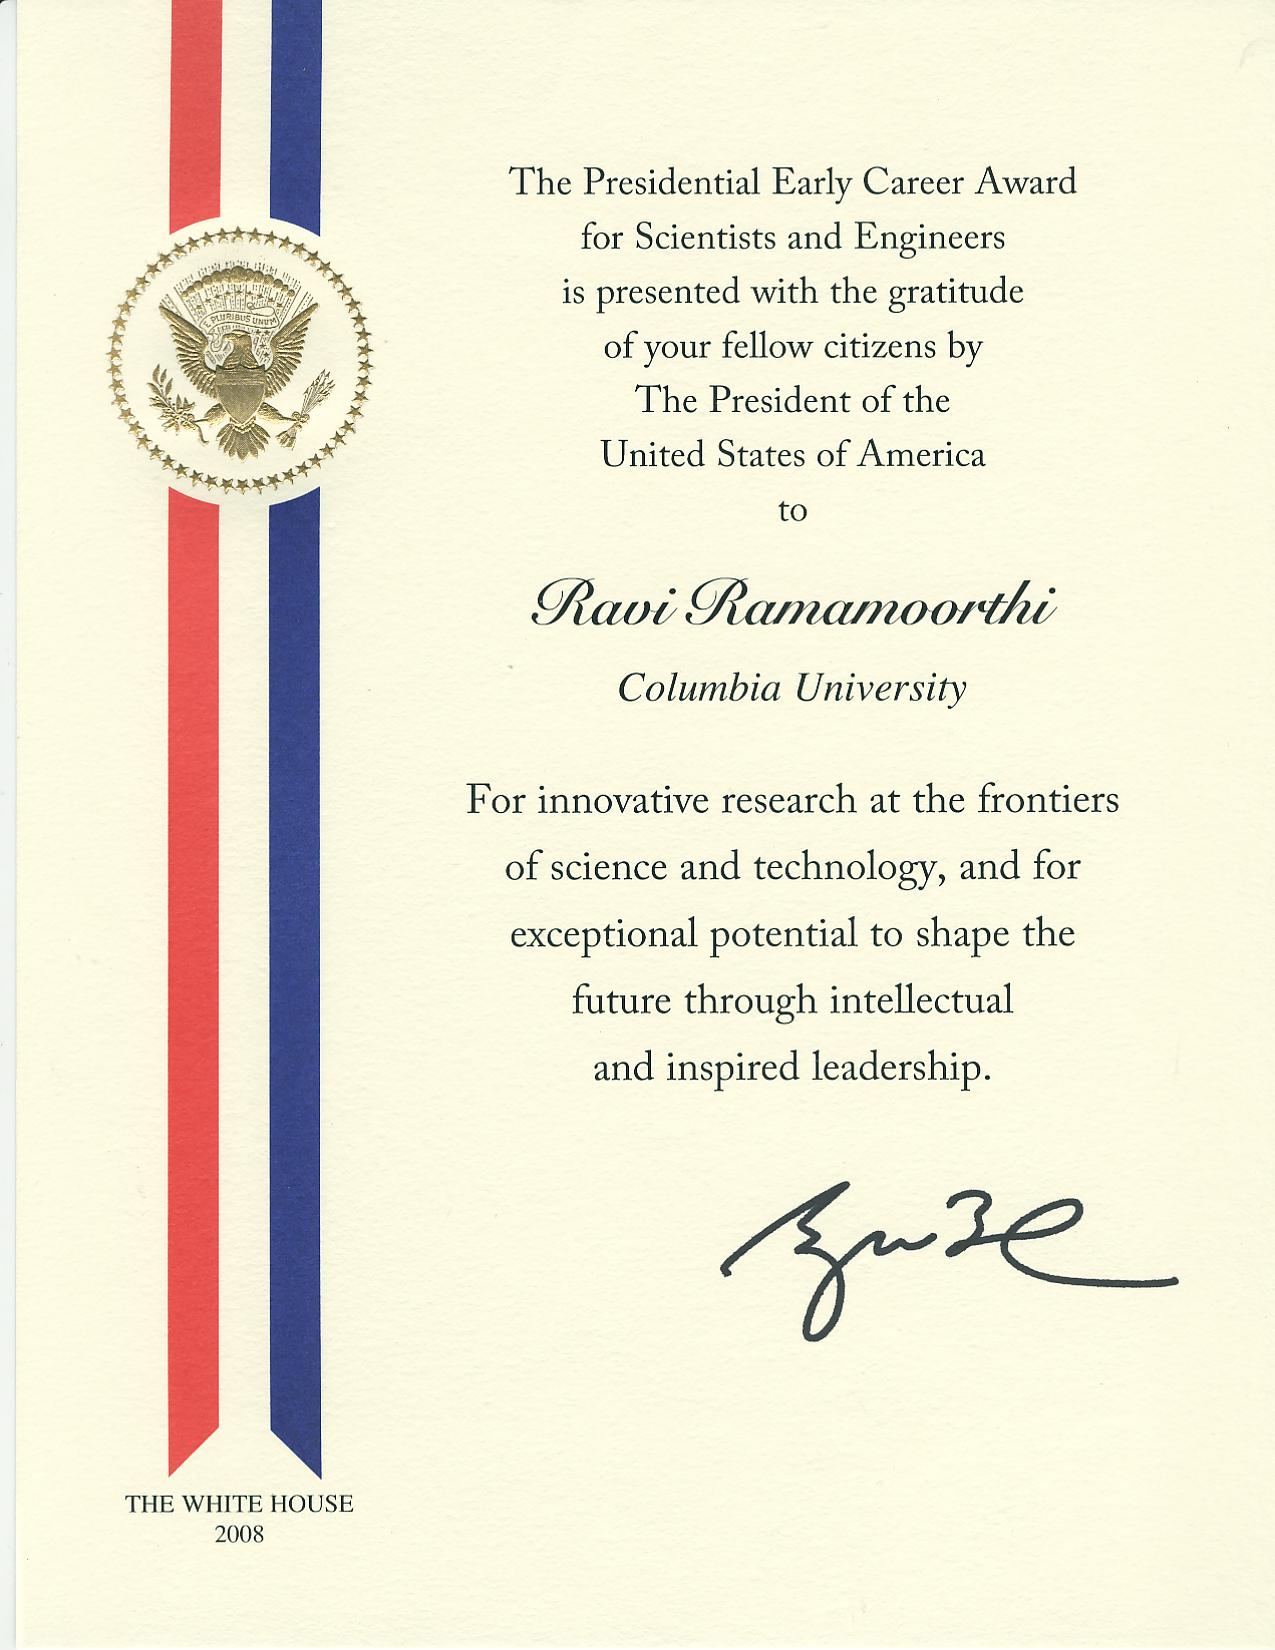 E PLURIBUS UNUM
The Presidential Early Career Award
for Scientists and Engineers
is presented with the gratitude
of your fellow citizens by
The President of the
United States of America
to
Ravi Ramamoorthi
Columbia University
For innovative research at the frontiers
of science and technology, and for
exceptional potential to shape the
future through intellectual
and inspired leadership.
THE WHITE HOUSE
2008